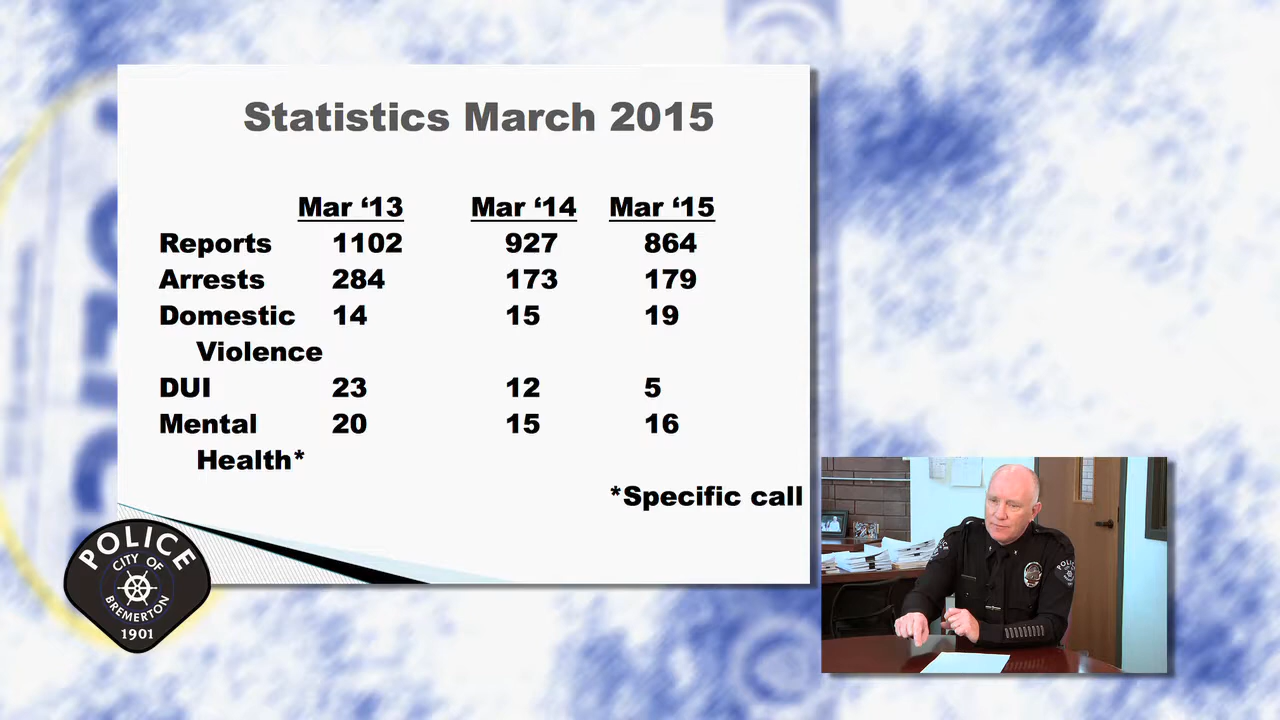 Statistics March 2015
Mar ‘13 Mar ‘14 Mar ‘15
Reports 1102 927 864
Arrests 284 173 179
Domestic 14 15 19
Violence
DUI 23 12 5
Mental 20 15 16
Health*
*Specific call
POLICE
CITY OF
BREMERTON
1901
POLICE